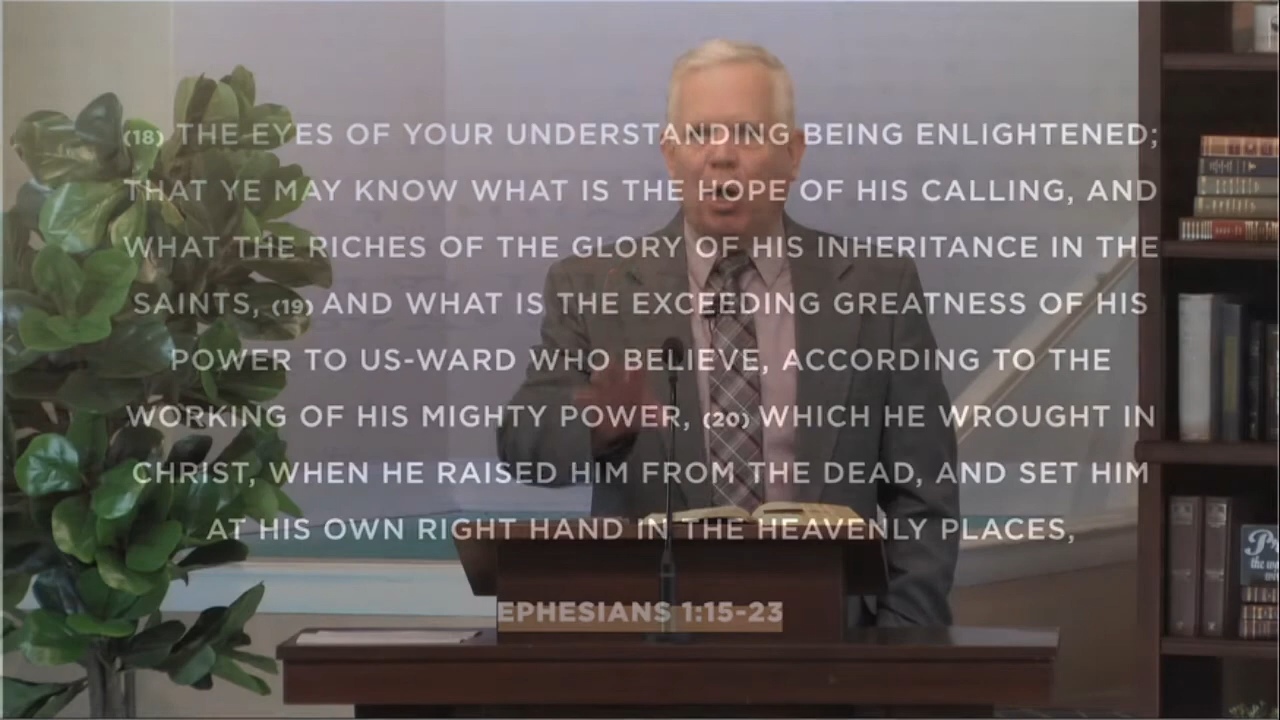 (18) THE EYES OF YOUR UNDERSTANDING BEING ENLIGHTENED;
THAT YE MAY KNOW WHAT IS THE HOPE OF HIS CALLING, AND
WHAT THE RICHES OF THE GLORY OF HIS INHERITANCE IN THE
SAINTS, (19) AND WHAT IS THE EXCEEDING GREATNESS OF HIS
POWER TO US-WARD WHO BELIEVE, ACCORDING TO THE
WORKING OF HIS MIGHTY POWER, (20) WHICH HE WROUGHT IN
CHRIST, WHEN HE RAISED HIM FROM THE DEAD, AND SET HIM
AT HIS OWN RIGHT HAND IN THE HEAVENLY PLACES,
EPHESIANS 1:15-23